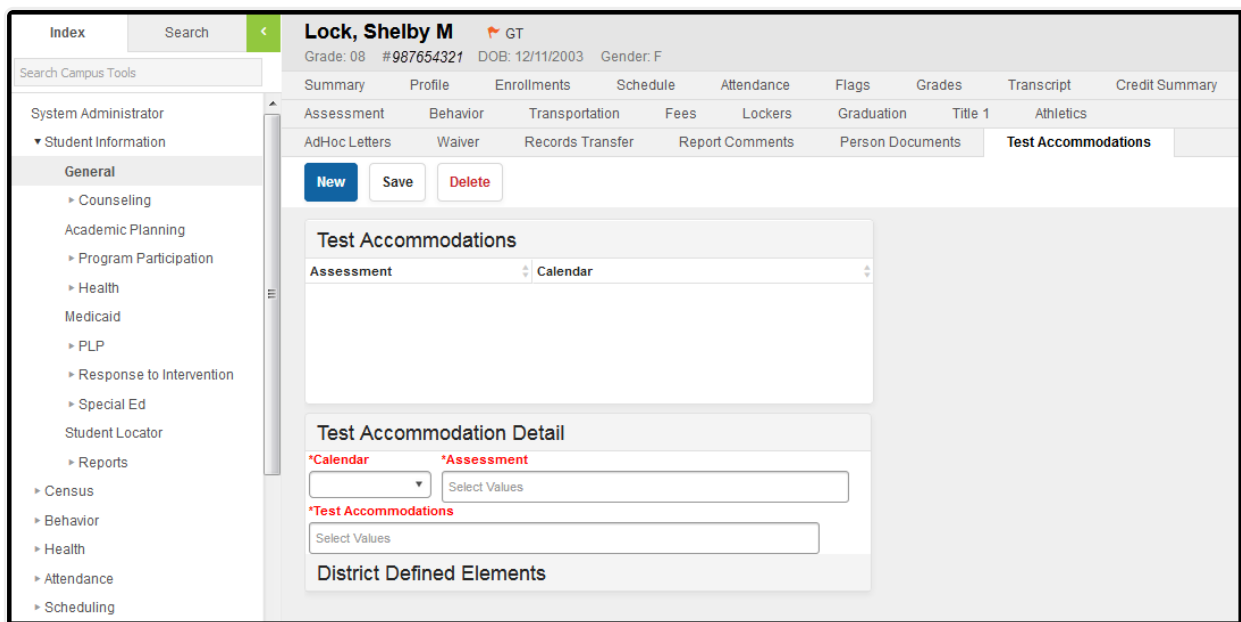 Index Search
Search Campus Tools
System Administrator
Student Information
General
Counseling
Academic Planning
Program Participation
Health
Medicaid
PLP
Response to Intervention
Special Ed
Student Locator
Reports
Census
Behavior
Health
Attendance
Scheduling
Lock, Shelby M GT
Grade: 08 #987654321 DOB: 12/11/2003 Gender: F
Summary Profile Enrollments Schedule Attendance Flags Grades Transcript Credit Summary
Assessment Behavior Transportation Fees Lockers Graduation Title 1 Athletics
AdHoc Letters Waiver Records Transfer Report Comments Person Documents Test Accommodations
New Save Delete
Test Accommodations
Assessment Calendar
Test Accommodation Detail
*Calendar *Assessment
Select Values
*Test Accommodations
Select Values
District Defined Elements